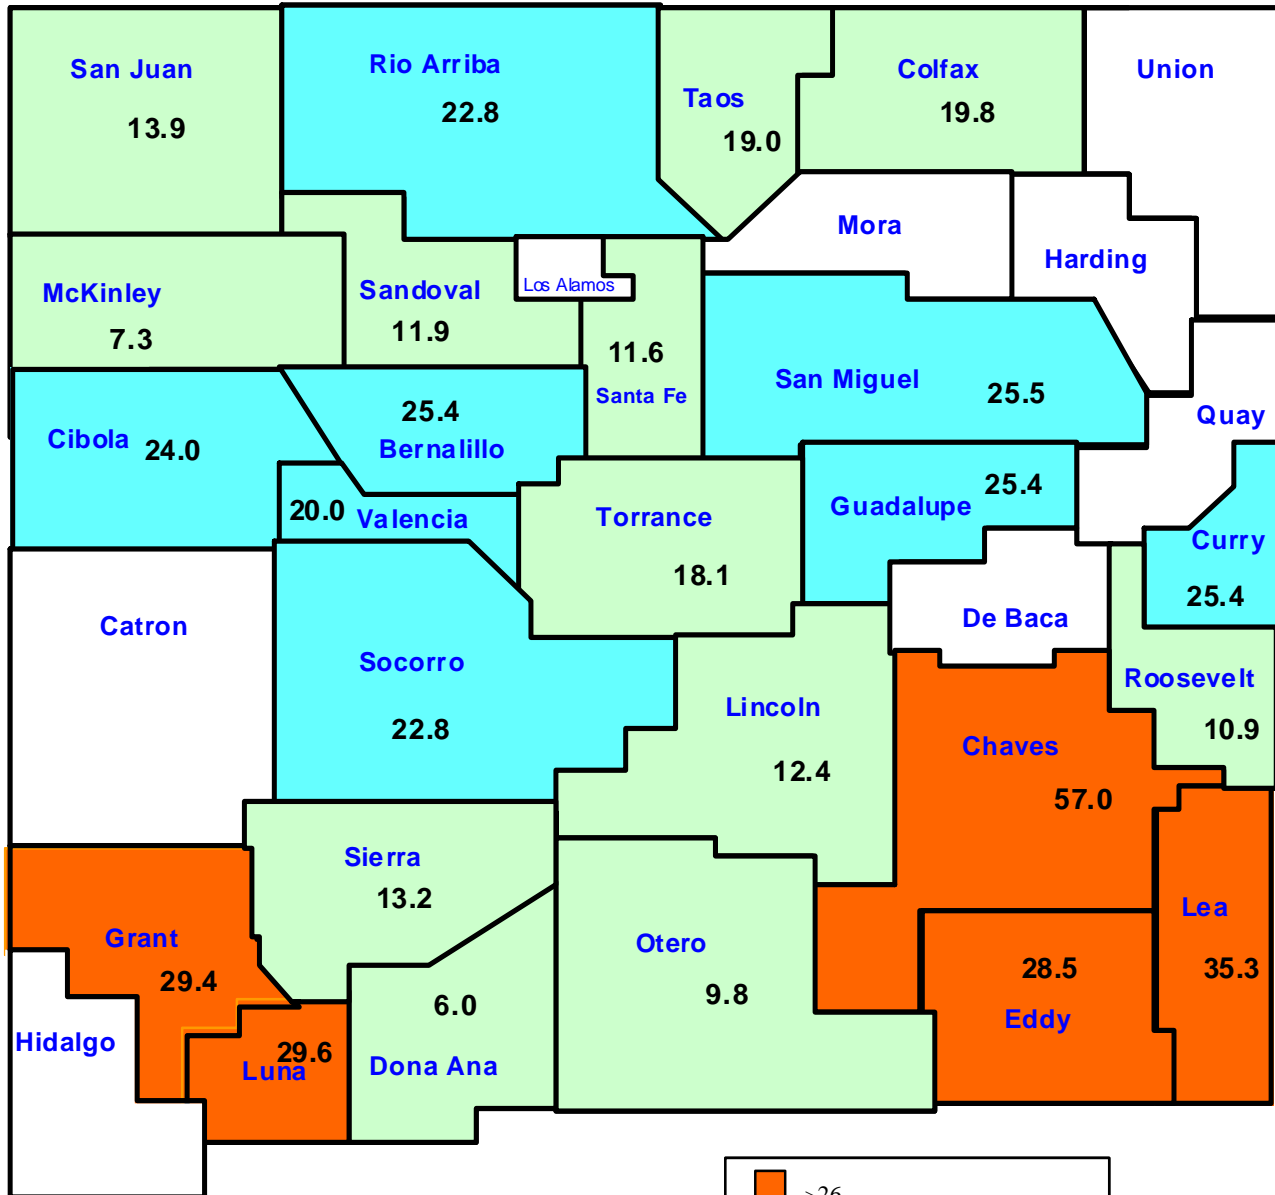 San Juan
13.9
Rio Arriba
22.8
Taos
19.0
Colfax
19.8
Union
Mora
Harding
McKinley
7.3
Sandoval
11.9
Los Alamos
11.6
Santa Fe
San Miguel
25.5
Quay
Cibola
24.0
25.4
Bernalillo
20.0
Valencia
Torrance
18.1
Guadalupe
25.4
Curry
25.4
Catron
Socorro
22.8
De Baca
Roosevelt
10.9
Lincoln
12.4
Chaves
57.0
Sierra
13.2
Grant
29.4
Otero
9.8
Lea
35.3
28.5
Eddy
6.0
Dona Ana
Hidalgo
29.6
Luna
>26